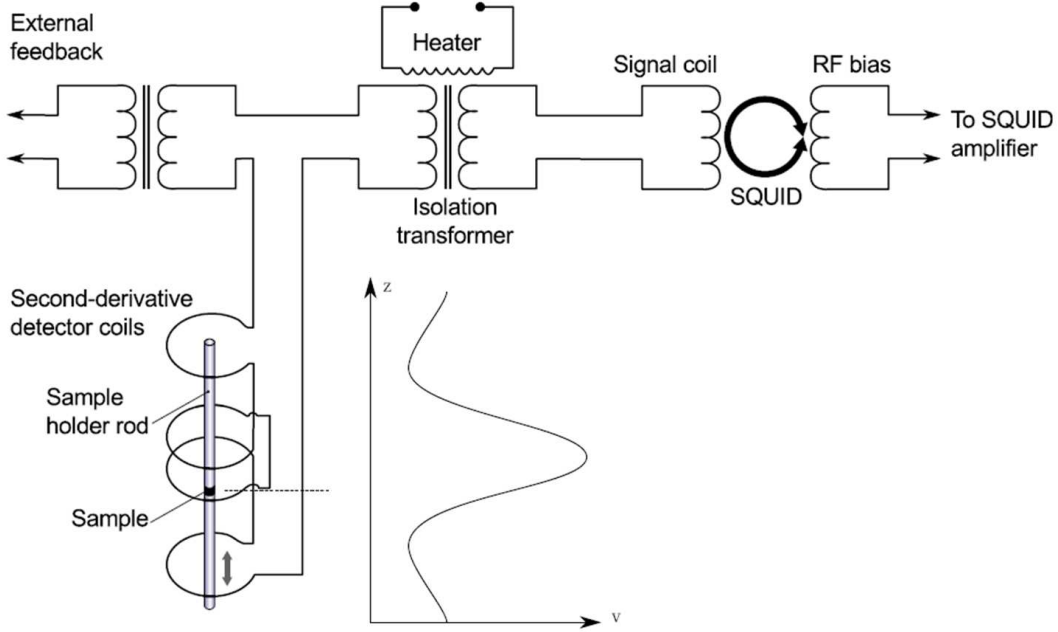 External
feedback
Heater
Signal coil
RF bias
To SQUID
amplifier
SQUID
Isolation
transformer
Second-derivative
detector coils
z
Sample
holder rod
Sample
v